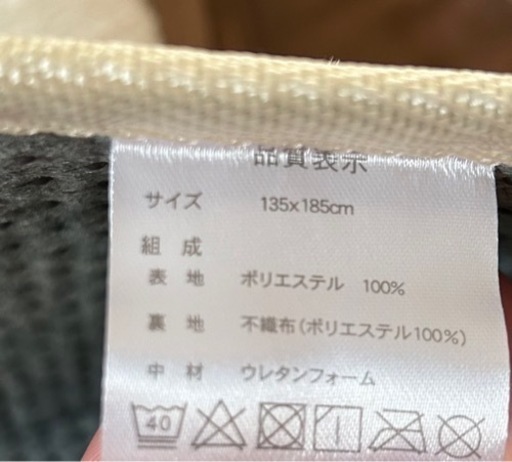 品質表示
サイズ 135x185cm
組 成
表 地 ポリエステル 100%
裏 地 不織布(ポリエステル100%)
中 材 ウレタンフォーム
40